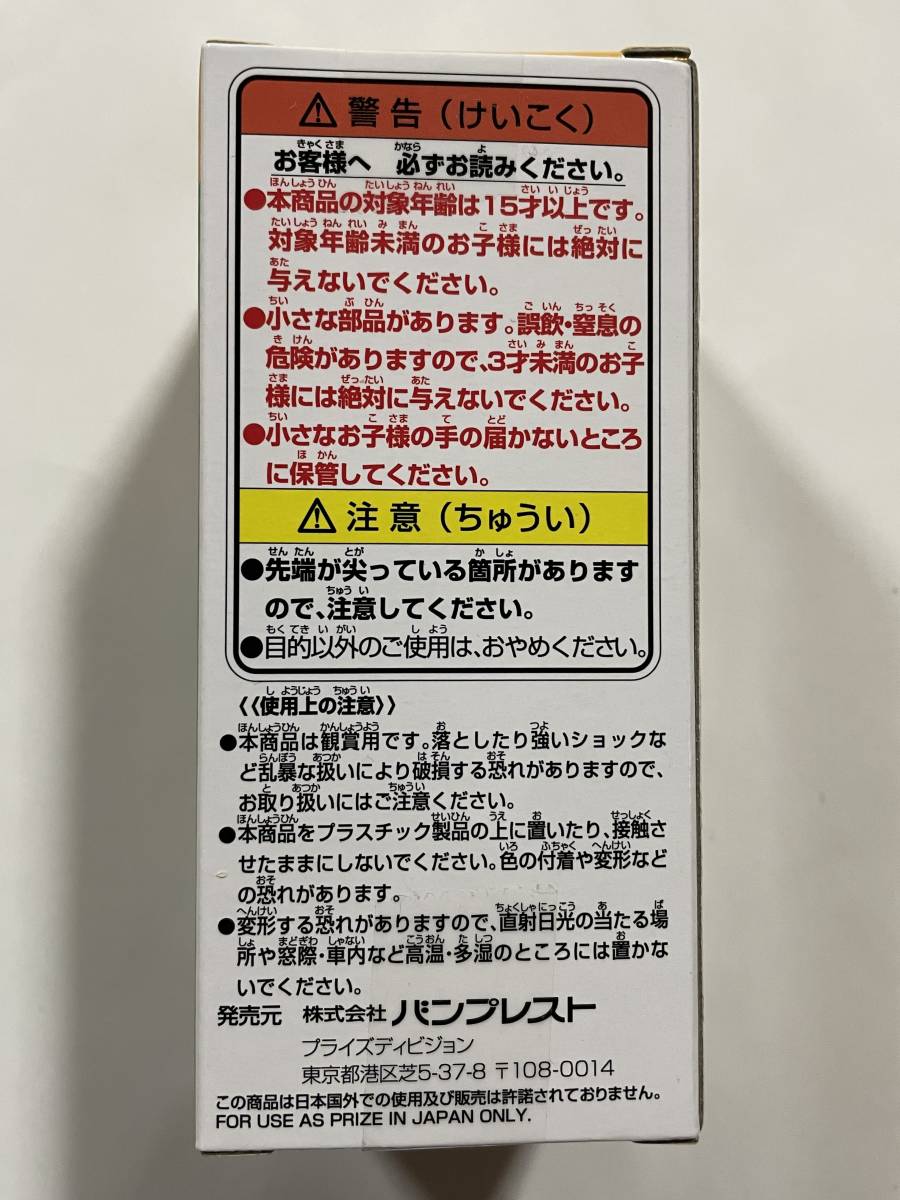 ⚠ 警告（けいこく）
お客様へ 必ずお読みください。
●本商品の対象年齢は15才以上です。
対象年齢未満のお子様には絶対に
与えないでください。
●小さな部品があります。誤飲・窒息の
危険がありますので、3才未満のお子
様には絶対に与えないでください。
●小さなお子様の手の届かないところ
に保管してください。
⚠ 注意（ちゅうい）
●先端が尖っている箇所があります
ので、注意してください。
●目的以外のご使用は、おやめください。
《使用上の注意》
●本商品は観賞用です。落としたり強いショックな
ど乱暴な扱いにより破損する恐れがありますので、
お取り扱いにはご注意ください。
●本商品をプラスチック製品の上に置いたり、接触さ
せたままにしないでください。色の付着や変形など
の恐れがあります。
●変形する恐れがありますので、直射日光の当たる場
所や窓際・車内など高温・多湿のところには置かな
いでください。
発売元 株式会社 バンプレスト
プライズディビジョン
東京都港区芝5-37-8 〒108-0014
この商品は日本国外での使用及び販売は許諾されておりません。
FOR USE AS PRIZE IN JAPAN ONLY.